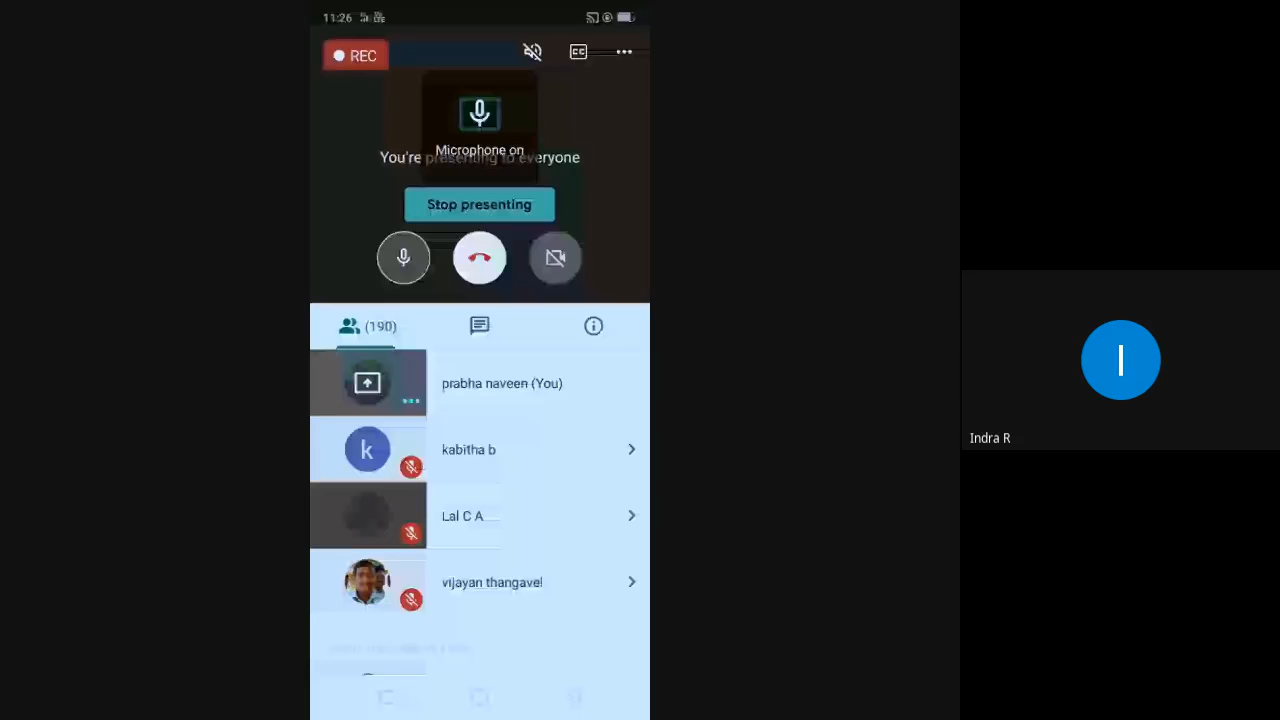 11:26
REC
Microphone on
You're presenting to everyone
Stop presenting
(190)
prabha naveen (You)
k
kabitha b
Lal C A
vijayan thangavel
I
Indra R